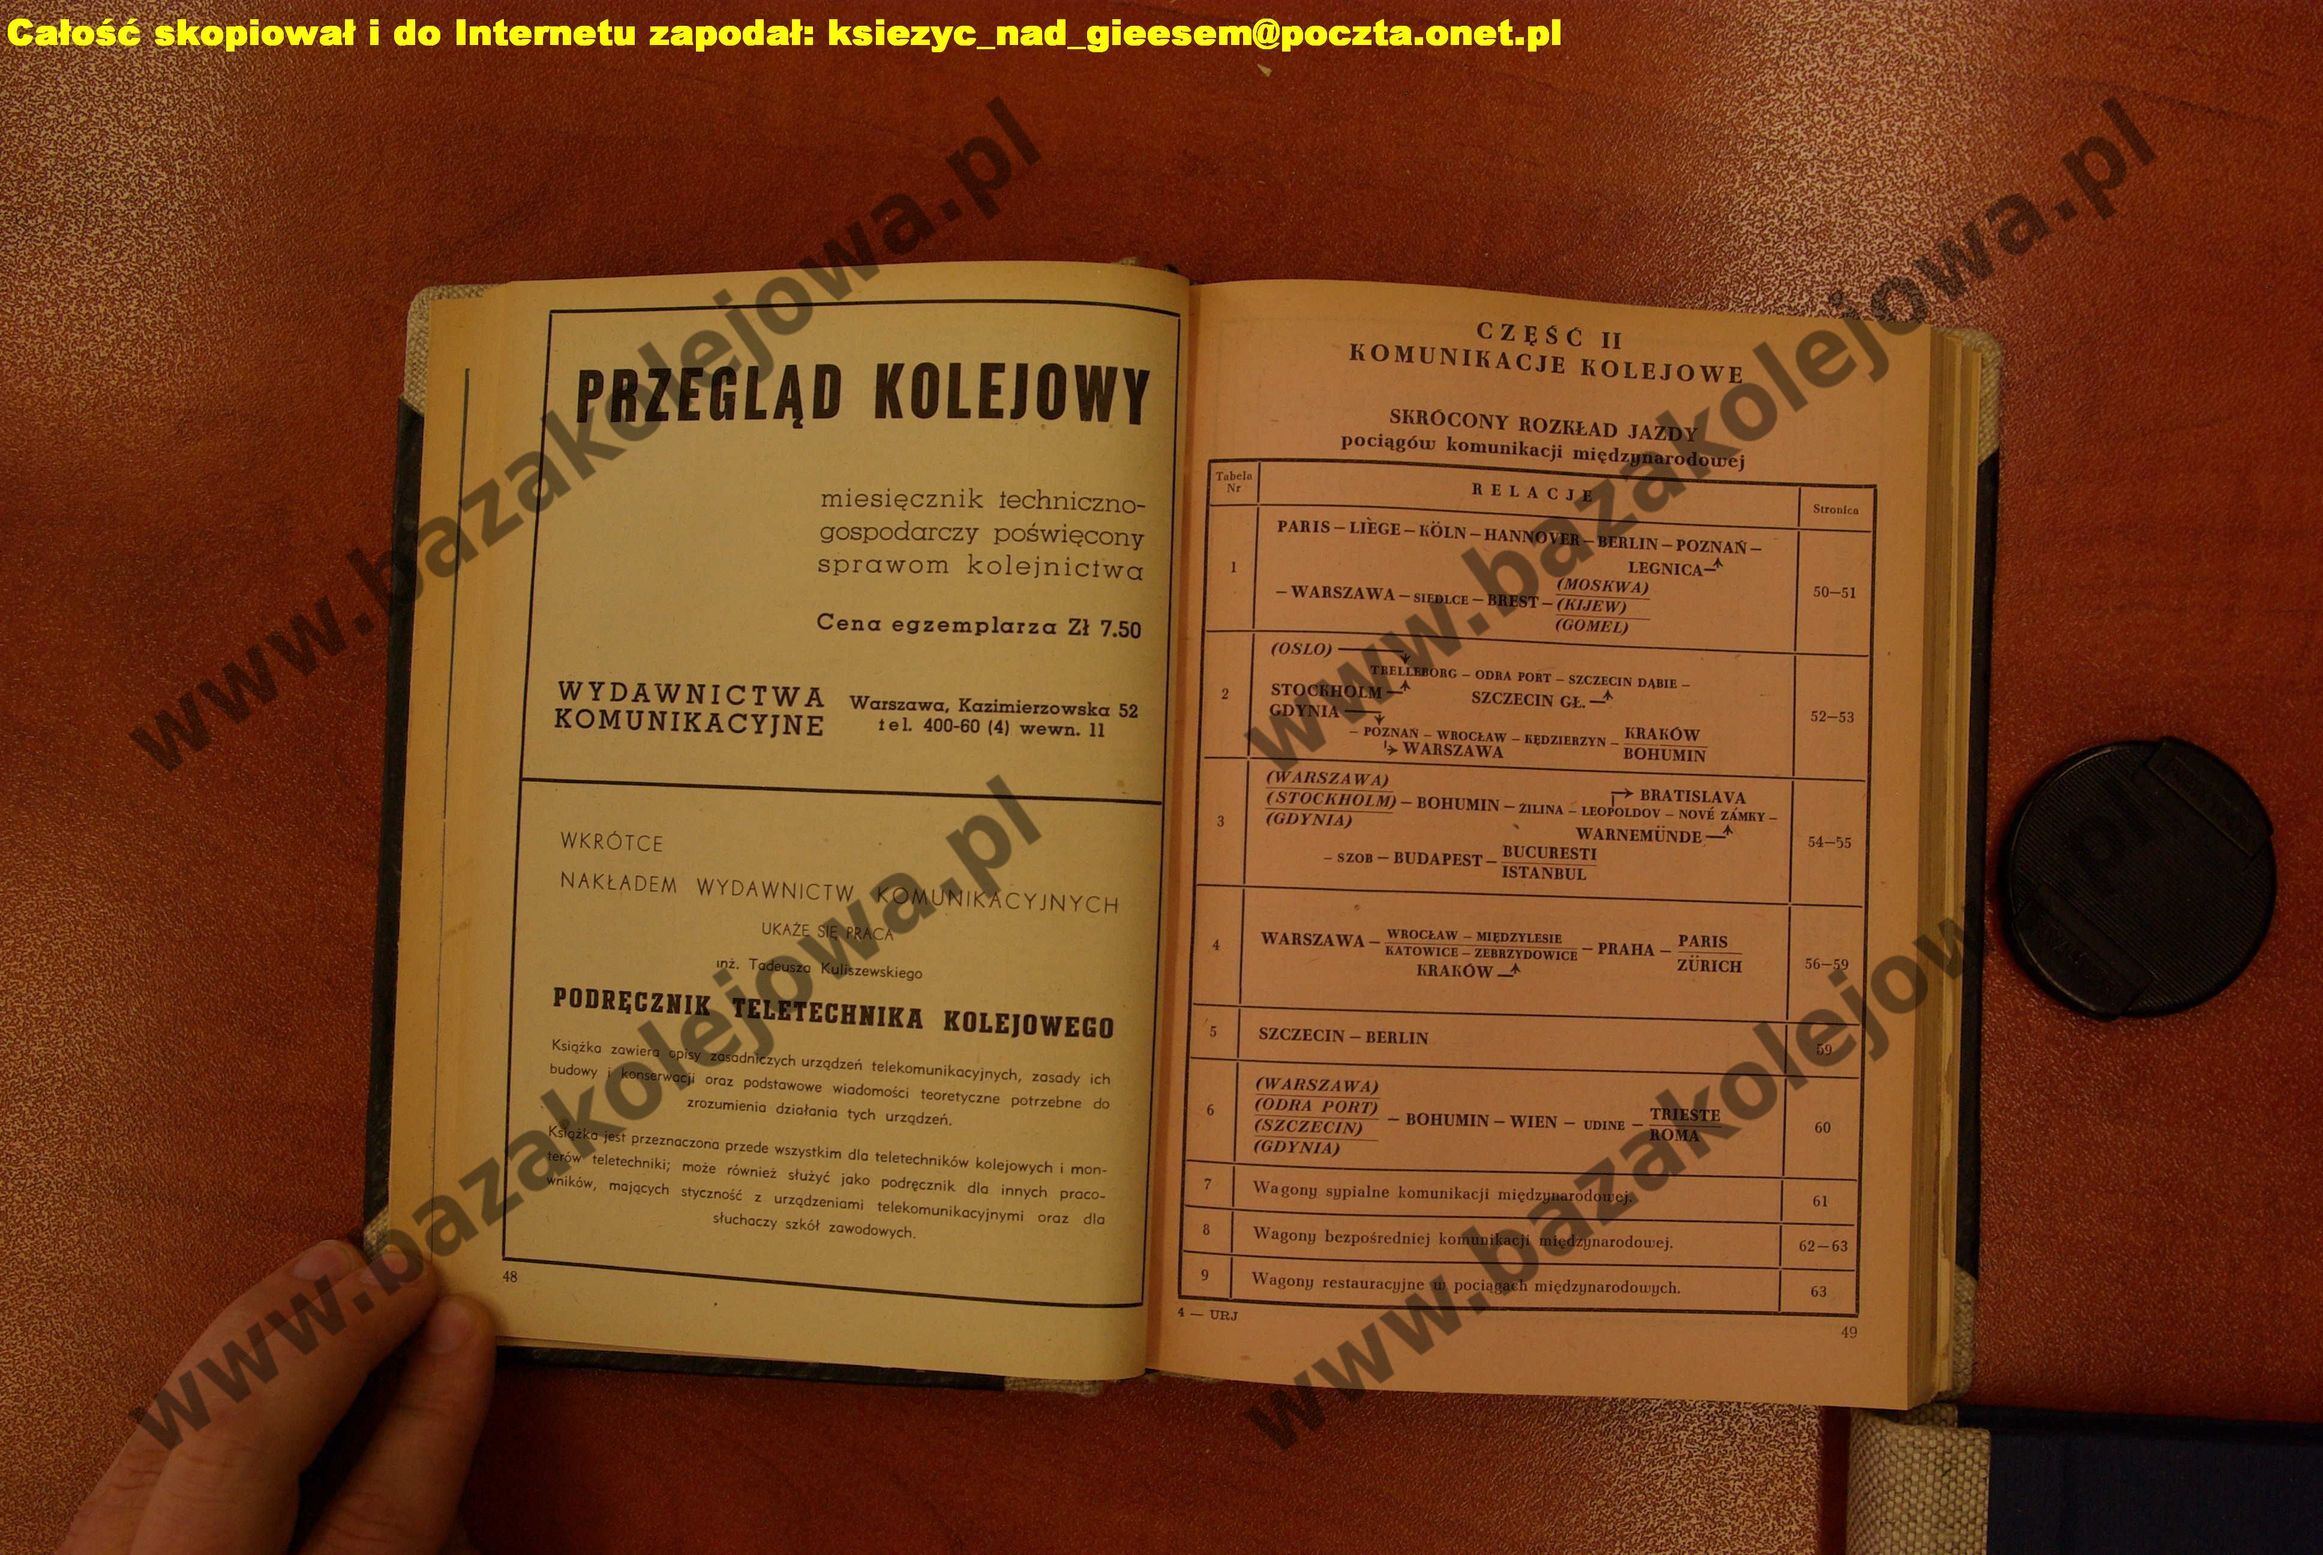 Całość skopiował i do Internetu zapodał: ksiezyc_nad_gieesem@poczta.onet.pl
PRZEGLĄD KOLEJOWY
miesięcznik techniczno-
gospodarczy poświęcony
sprawom kolejnictwa
Cena egzemplarza Zł 7.50
WYDAWNICTWA
KOMUNIKACYJNE
Warszawa, Kazimierzowska 52
tel. 400-60 (4) wewn. 11
WKRÓTCE
NAKŁADEM WYDAWNICTW KOMUNIKACYJNYCH
UKAŻE SIĘ PRACA
inż. Tadeusza Kuliszewskiego
PODRĘCZNIK TELETECHNIKA KOLEJOWEGO
Książka zawiera opisy zasadniczych urządzeń telekomunikacyjnych, zasady ich
budowy i konserwacji oraz podstawowe wiadomości teoretyczne potrzebne do
zrozumienia działania tych urządzeń.
Książka jest przeznaczona przede wszystkim dla teletechników kolejowych i mon-
terów teletechniki; może również służyć jako podręcznik dla innych praco-
wników, mających styczność z urządzeniami telekomunikacyjnymi oraz dla
słuchaczy szkół zawodowych.
48
CZĘŚĆ II
KOMUNIKACJE KOLEJOWE
SKRÓCONY ROZKŁAD JAZDY
pociągów komunikacji międzynarodowej
Tabela Nr
RELACJE
Stronica
1
PARIS – LIÈGE – KÖLN – HANNOVER – BERLIN – POZNAŃ –
LEGNICA
– WARSZAWA – SIEDLCE – BREST –
(MOSKWA)
(KIJEW)
(GOMEL)
50–51
2
(OSLO)
TRELLEBORG – ODRA PORT – SZCZECIN DĄBIE –
STOCKHOLM
SZCZECIN GŁ.
GDYNIA
– POZNAŃ – WROCŁAW – KĘDZIERZYN –
KRAKÓW
BOHUMIN
WARSZAWA
52–53
3
(WARSZAWA)
(STOCKHOLM)
(GDYNIA)
– BOHUMIN – ŽILINA – LEOPOLDOV – NOVÉ ZÁMKY –
BRATISLAVA
WARNEMÜNDE
– SZOB – BUDAPEST –
BUCURESTI
ISTANBUL
54–55
4
WARSZAWA –
WROCŁAW – MIĘDZYLESIE
KATOWICE – ZEBRZYDOWICE
– PRAHA –
PARIS
ZÜRICH
KRAKÓW
56–59
5
SZCZECIN – BERLIN
59
6
(WARSZAWA)
(ODRA PORT)
(SZCZECIN)
(GDYNIA)
– BOHUMIN – WIEN – UDINE –
TRIESTE
ROMA
60
7
Wagony sypialne komunikacji międzynarodowej.
61
8
Wagony bezpośredniej komunikacji międzynarodowej.
62–63
9
Wagony restauracyjne w pociągach międzynarodowych.
63
4 — URJ
49
www.bazakolejowa.pl
www.bazakolejowa.pl
www.bazakolejowa.pl
www.bazakolejow